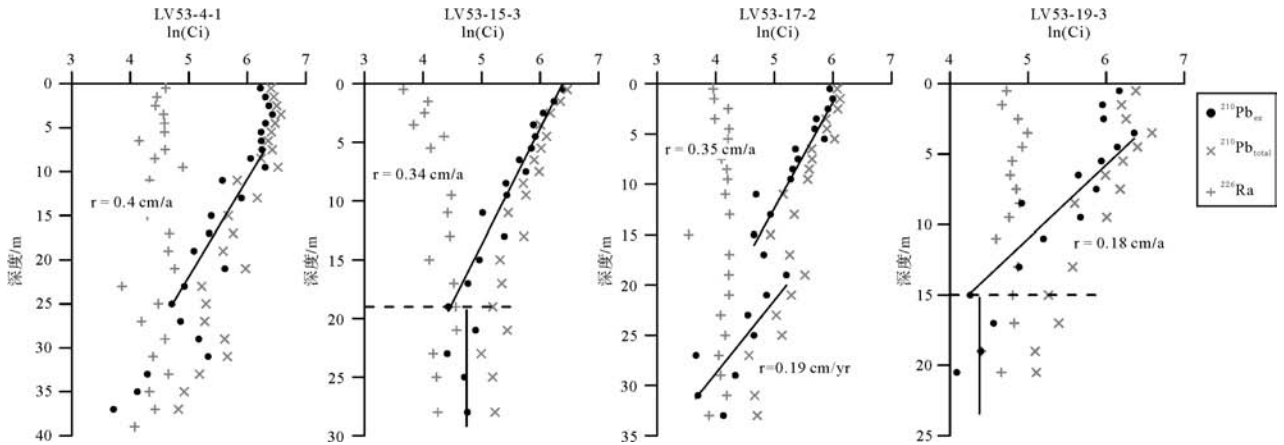 LV53-4-1
ln(Ci)
3 4 5 6 7
深度/m
0
5
10
15
20
25
30
35
40
r = 0.4 cm/a
LV53-15-3
ln(Ci)
3 4 5 6 7
深度/m
0
5
10
15
20
25
30
r = 0.34 cm/a
LV53-17-2
ln(Ci)
3 4 5 6 7
深度/m
0
5
10
15
20
25
30
35
r = 0.35 cm/a
r=0.19 cm/yr
LV53-19-3
ln(Ci)
4 5 6 7
深度/m
0
5
10
15
20
25
r = 0.18 cm/a
²¹⁰Pbex
²¹⁰Pbtotal
²²⁶Ra